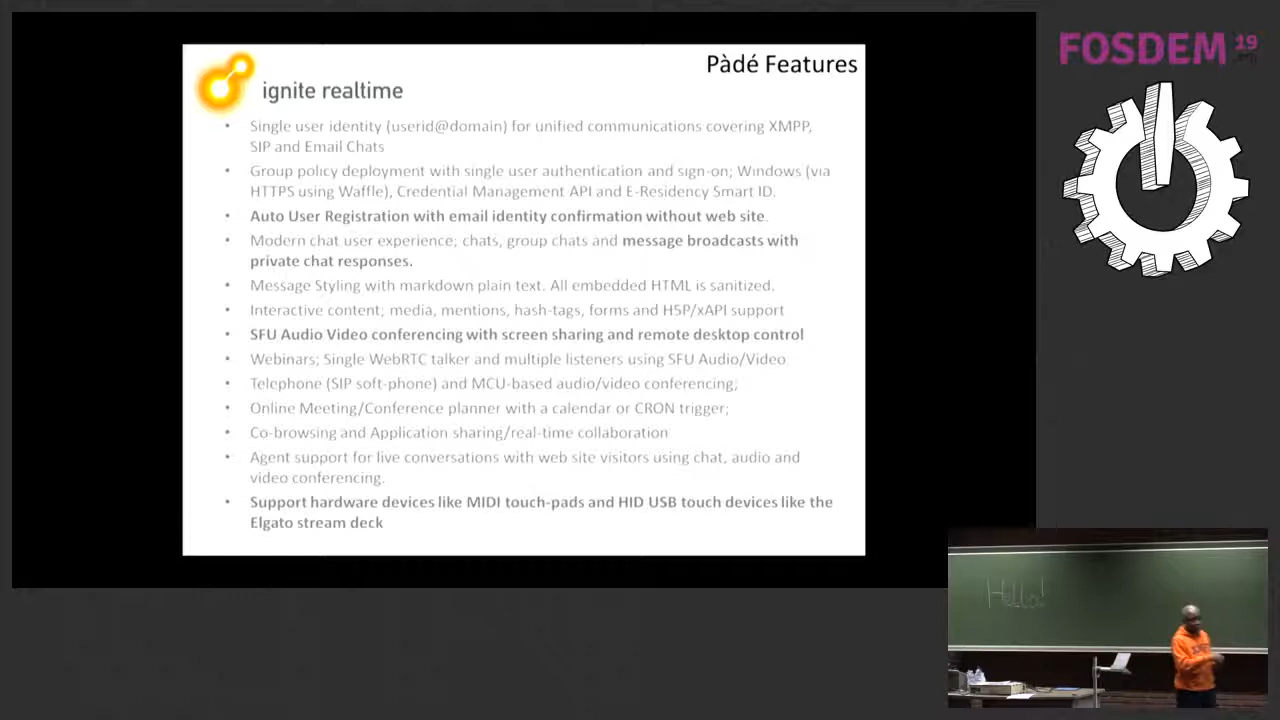 FOSDEM 19
Pàdé Features
ignite realtime
• Single user identity (userid@domain) for unified communications covering XMPP,
SIP and Email Chats
• Group policy deployment with single user authentication and sign-on; Windows (via
HTTPS using Waffle), Credential Management API and E-Residency Smart ID.
• Auto User Registration with email identity confirmation without web site.
• Modern chat user experience; chats, group chats and message broadcasts with
private chat responses.
• Message Styling with markdown plain text. All embedded HTML is sanitized.
• Interactive content; media, mentions, hash-tags, forms and H5P/xAPI support
• SFU Audio Video conferencing with screen sharing and remote desktop control
• Webinars; Single WebRTC talker and multiple listeners using SFU Audio/Video
• Telephone (SIP soft-phone) and MCU-based audio/video conferencing;
• Online Meeting/Conference planner with a calendar or CRON trigger;
• Co-browsing and Application sharing/real-time collaboration
• Agent support for live conversations with web site visitors using chat, audio and
video conferencing.
• Support hardware devices like MIDI touch-pads and HID USB touch devices like the
Elgato stream deck
Hello!